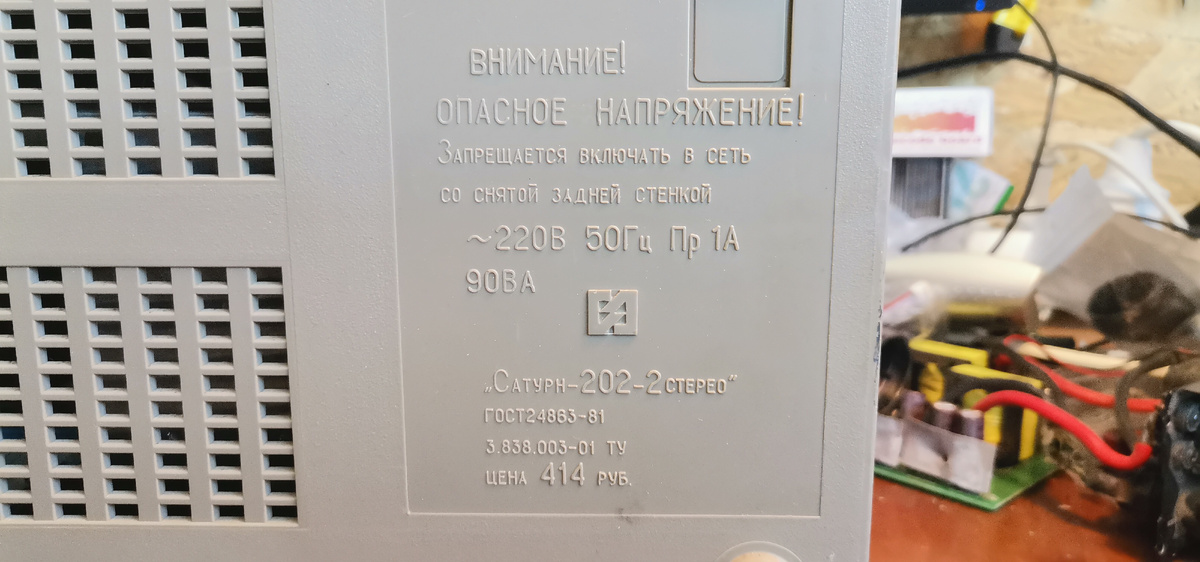 ВНИМАНИЕ!
ОПАСНОЕ НАПРЯЖЕНИЕ!
ЗАПРЕЩАЕТСЯ ВКЛЮЧАТЬ В СЕТЬ
СО СНЯТОЙ ЗАДНЕЙ СТЕНКОЙ
~220В 50Гц Пр 1А
90ВА
„САТУРН-202-2СТЕРЕО”
ГОСТ24863-81
3.838.003-01 ТУ
ЦЕНА 414 РУБ.